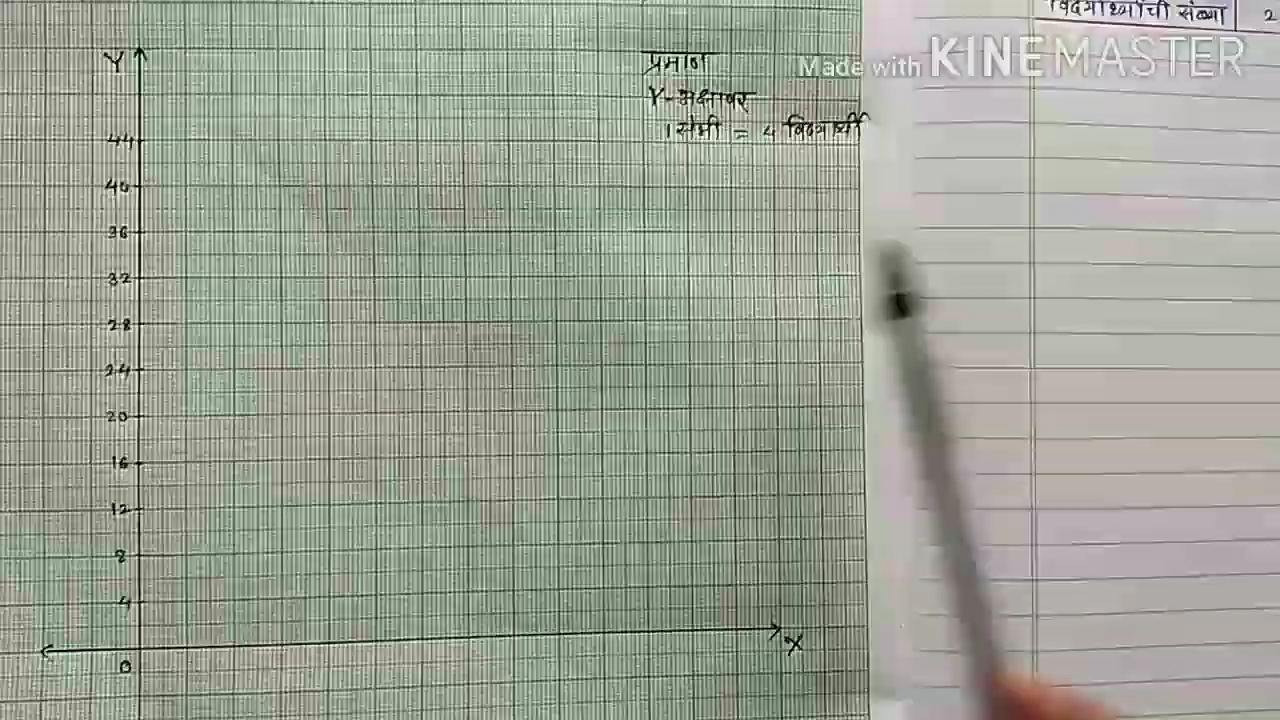 विद्यार्थ्यांची संख्या 2
Made with KINEMASTER
Y
प्रमाण
Y-अक्षावर
1 सेमी = 4 विद्यार्थी
44
40
36
32
28
24
20
16
12
8
4
0
X